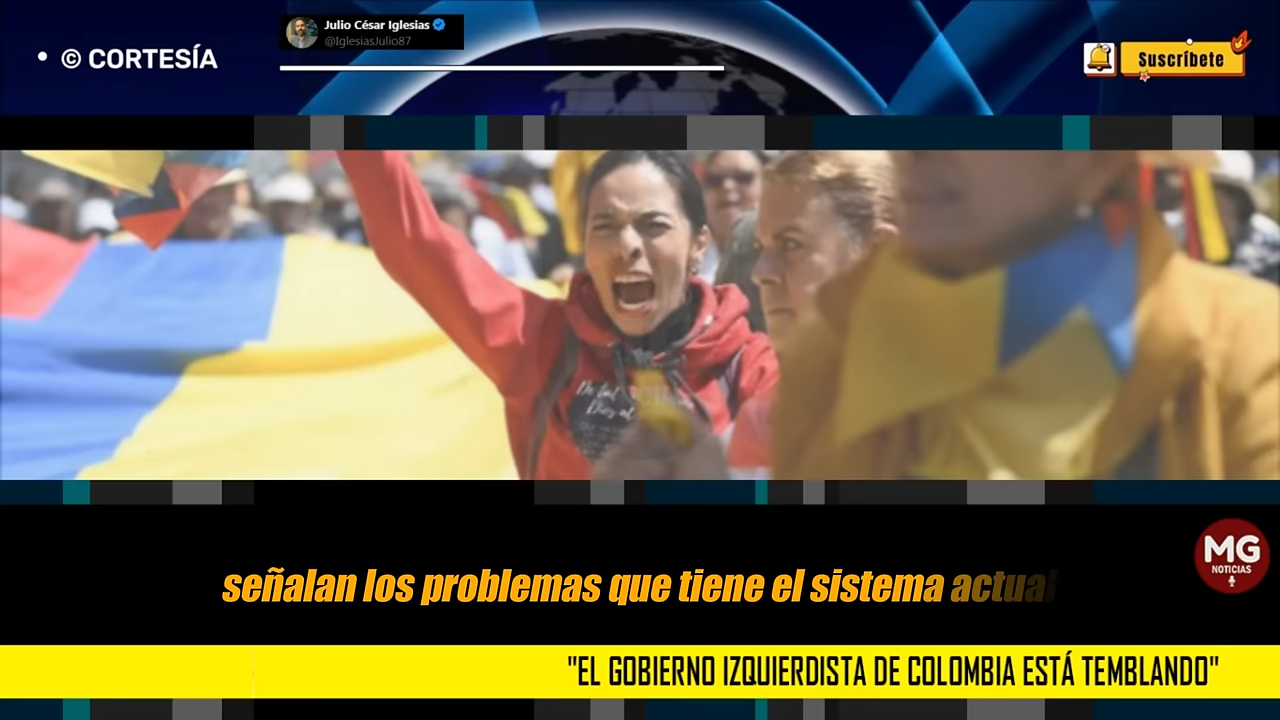 • © CORTESÍA
Julio César Iglesias
@IglesiasJulio87
Suscríbete
señalan los problemas que tiene el sistema actual
MG
NOTICIAS
"EL GOBIERNO IZQUIERDISTA DE COLOMBIA ESTÁ TEMBLANDO"